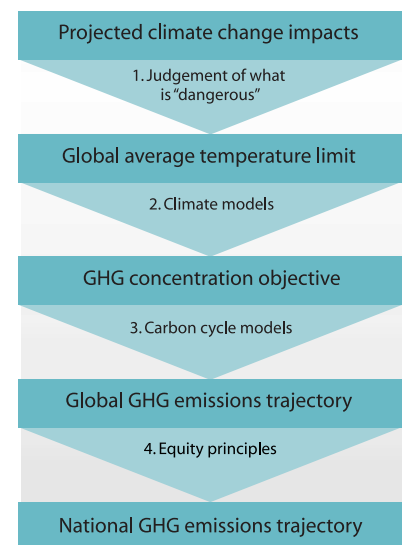 Projected climate change impacts
1. Judgement of what
is “dangerous”
Global average temperature limit
2. Climate models
GHG concentration objective
3. Carbon cycle models
Global GHG emissions trajectory
4. Equity principles
National GHG emissions trajectory